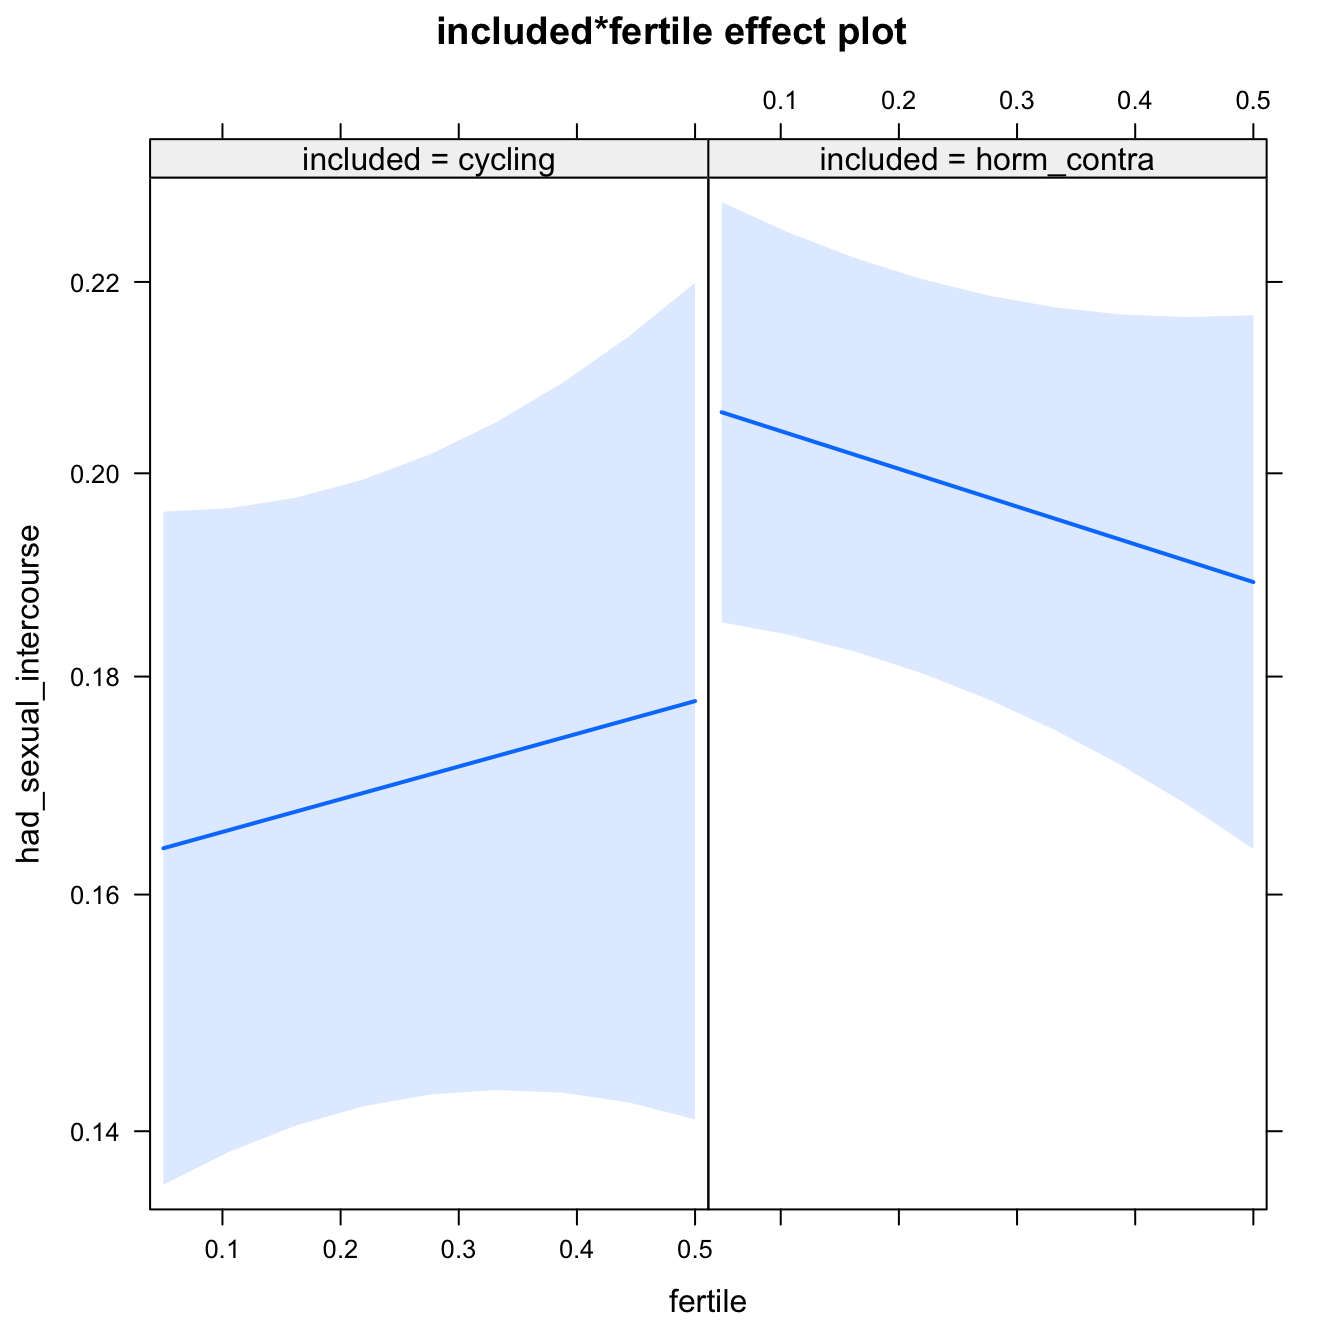 included*fertile effect plot
0.1 0.2 0.3 0.4 0.5
included = cycling included = horm_contra
0.22
0.20
0.18
0.16
0.14
had_sexual_intercourse
0.1 0.2 0.3 0.4 0.5
fertile